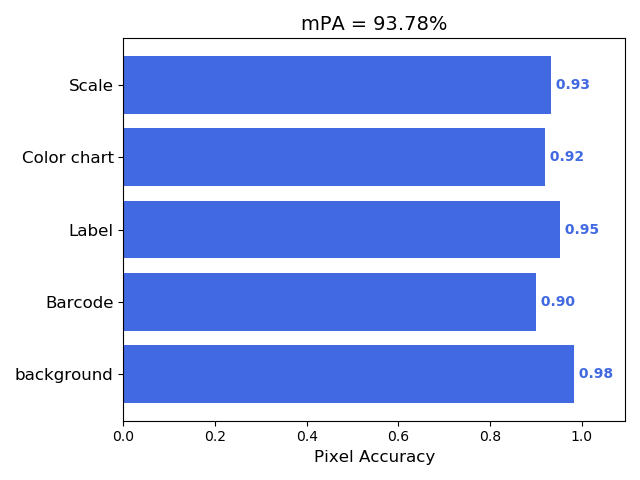 mPA = 93.78%
Scale 0.93
Color chart 0.92
Label 0.95
Barcode 0.90
background 0.98
0.0 0.2 0.4 0.6 0.8 1.0
Pixel Accuracy